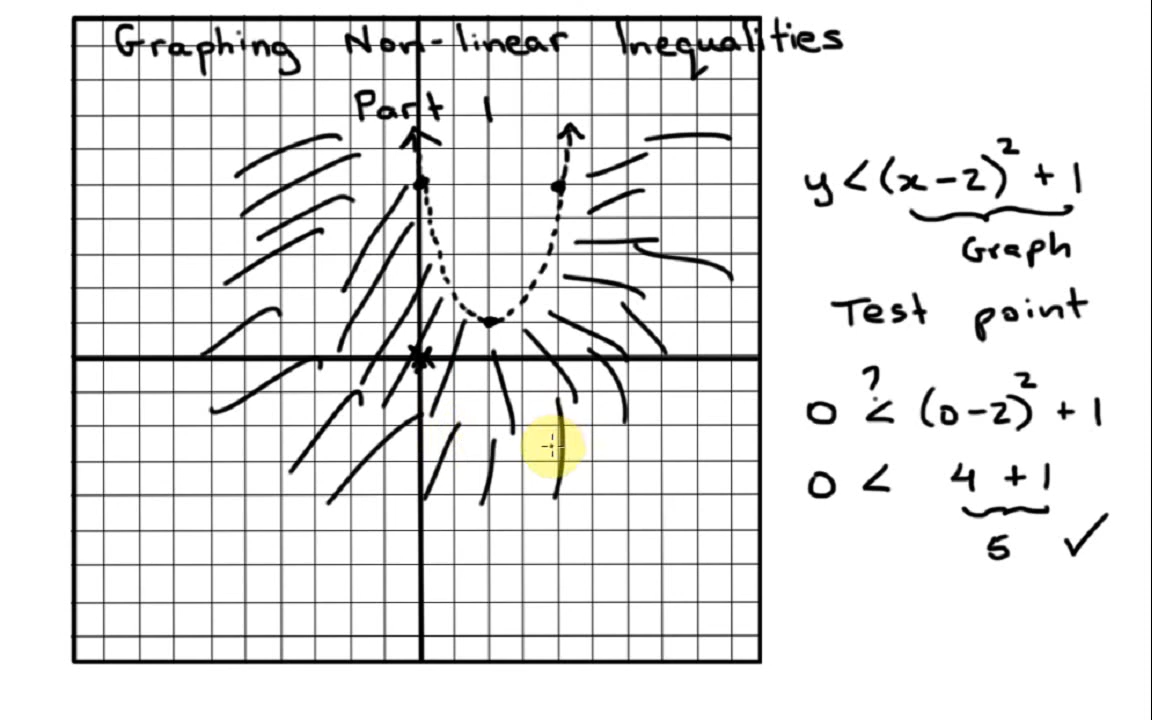 Graphing Non-linear Inequalities
Part 1
y < (x-2)² + 1
Graph
Test point
0 <? (0-2)² + 1
0 < 4 + 1
5 ✓